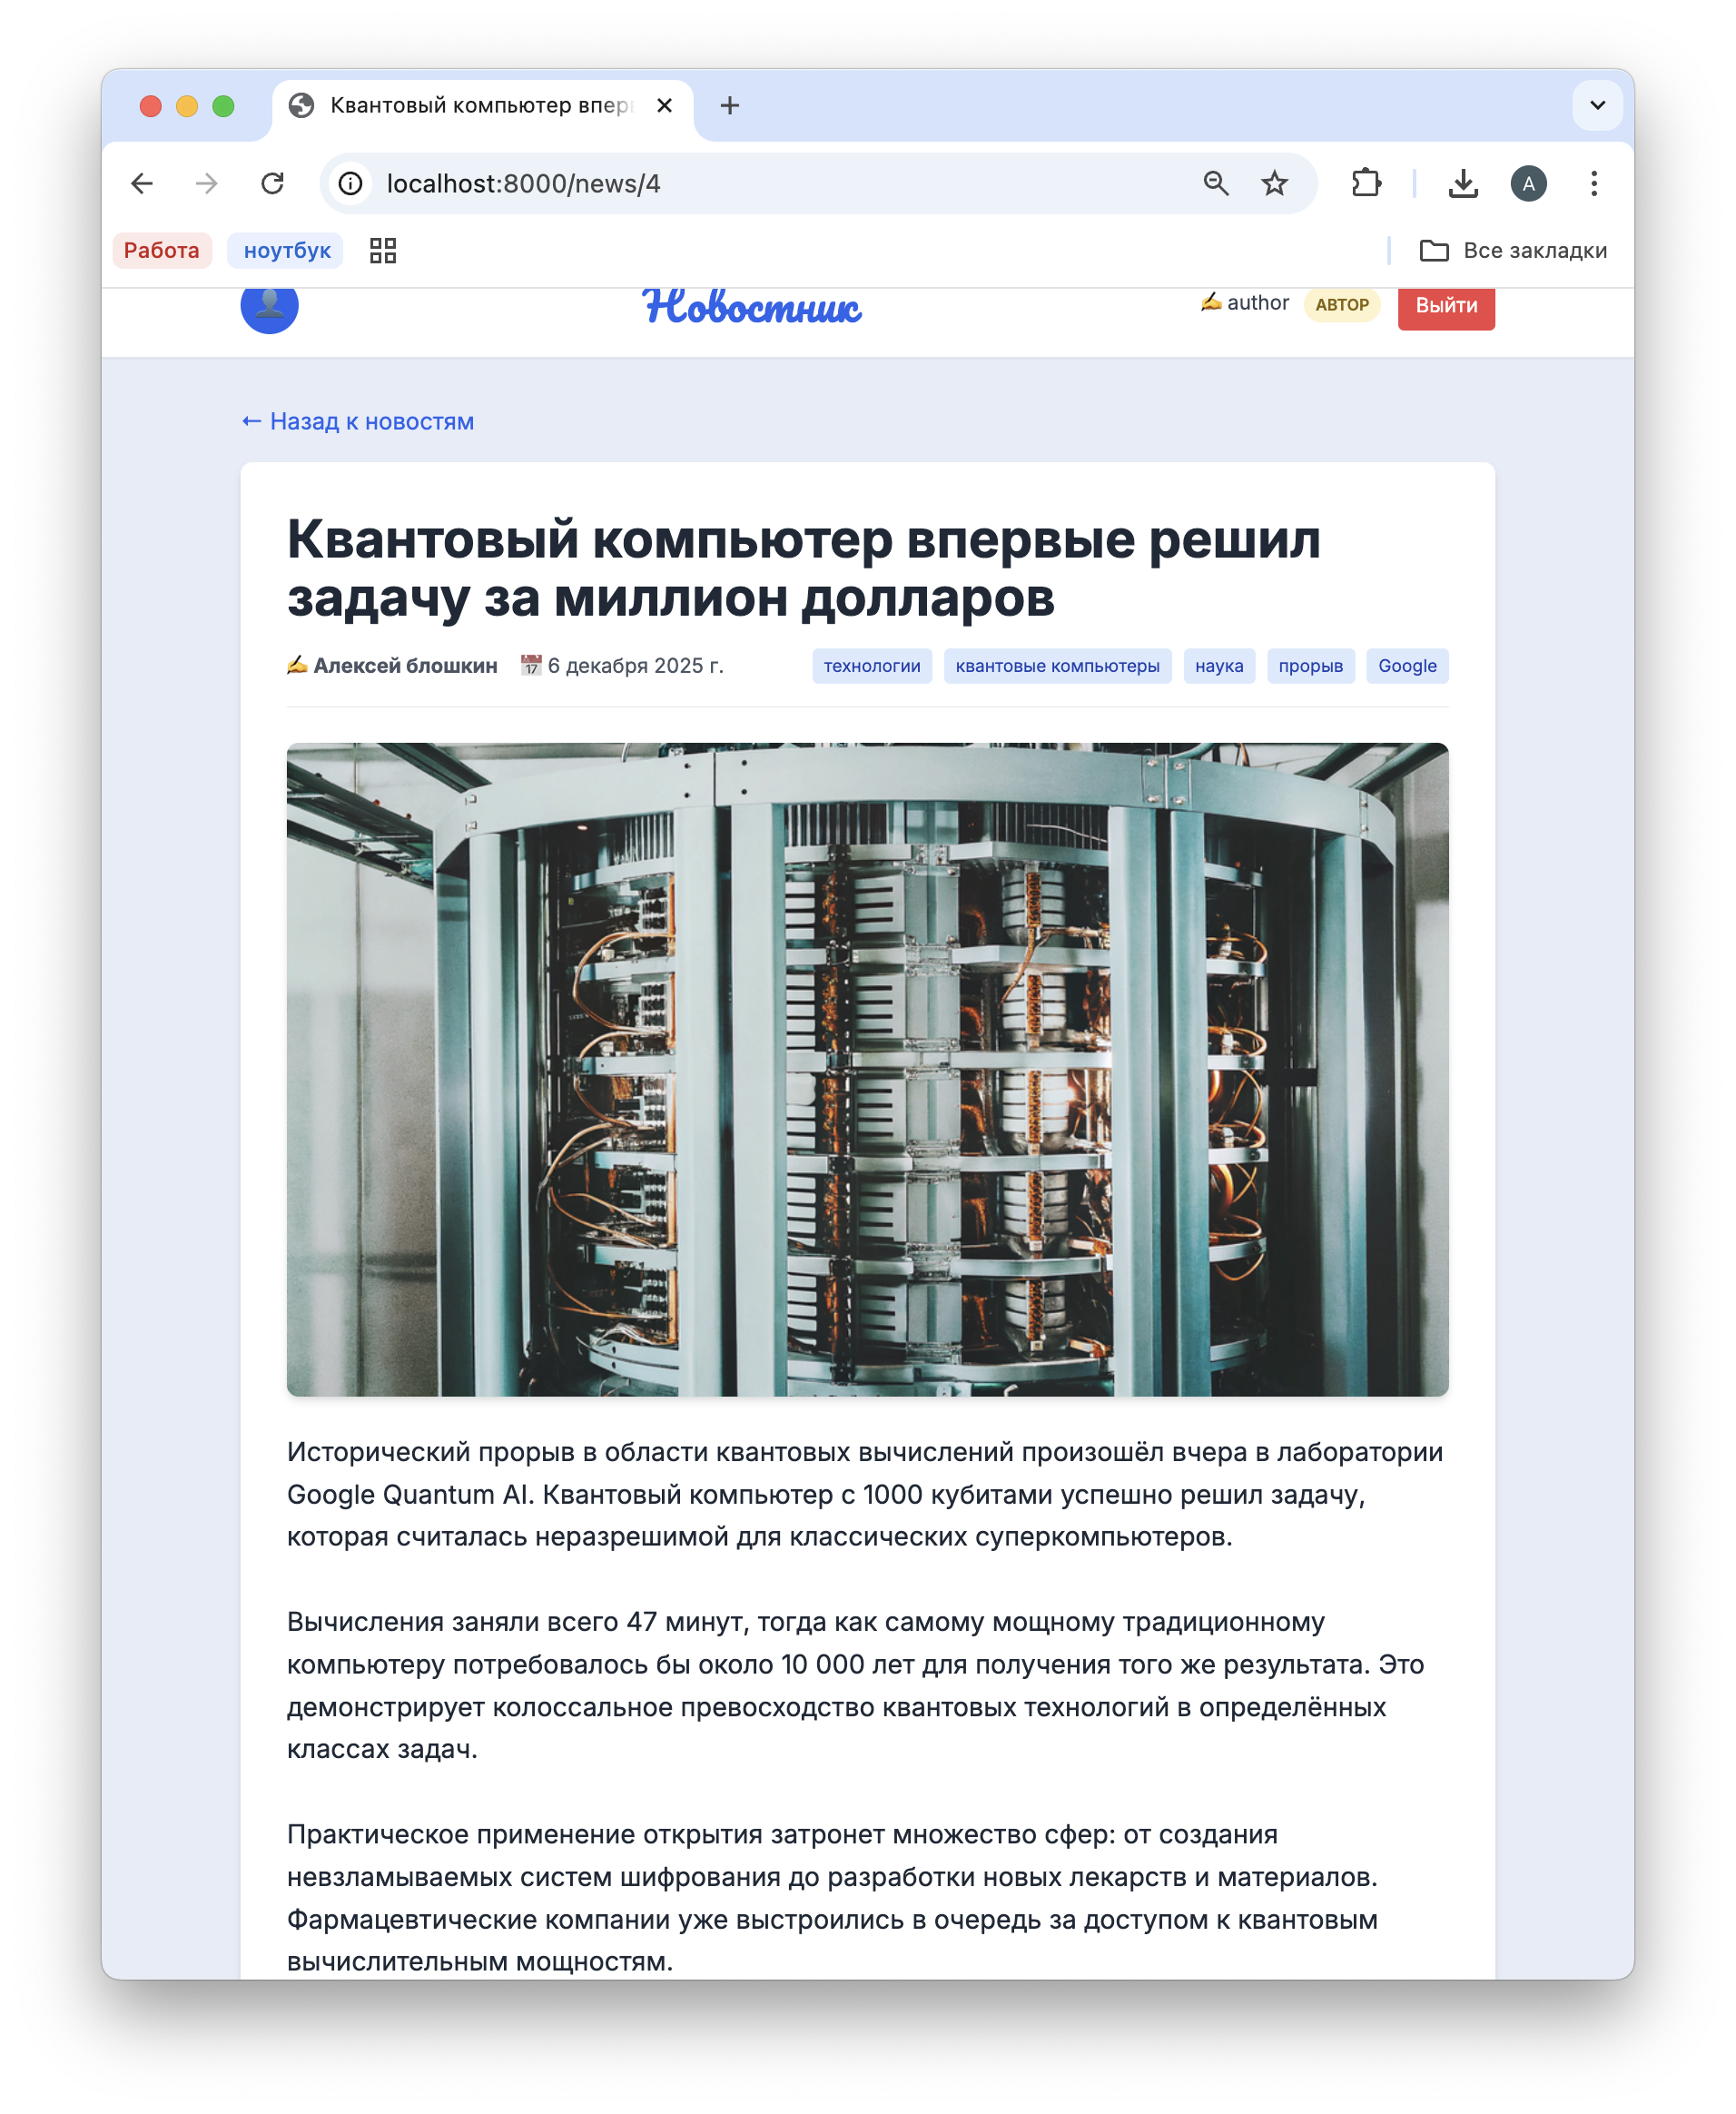 Квантовый компьютер впер
localhost:8000/news/4
A
Работа
ноутбук
Все закладки
Новостник
author
АВТОР
Выйти
← Назад к новостям
Квантовый компьютер впервые решил
задачу за миллион долларов
Алексей блошкин
17
6 декабря 2025 г.
технологии
квантовые компьютеры
наука
прорыв
Google
Исторический прорыв в области квантовых вычислений произошёл вчера в лаборатории
Google Quantum AI. Квантовый компьютер с 1000 кубитами успешно решил задачу,
которая считалась неразрешимой для классических суперкомпьютеров.
Вычисления заняли всего 47 минут, тогда как самому мощному традиционному
компьютеру потребовалось бы около 10 000 лет для получения того же результата. Это
демонстрирует колоссальное превосходство квантовых технологий в определённых
классах задач.
Практическое применение открытия затронет множество сфер: от создания
невзламываемых систем шифрования до разработки новых лекарств и материалов.
Фармацевтические компании уже выстроились в очередь за доступом к квантовым
вычислительным мощностям.